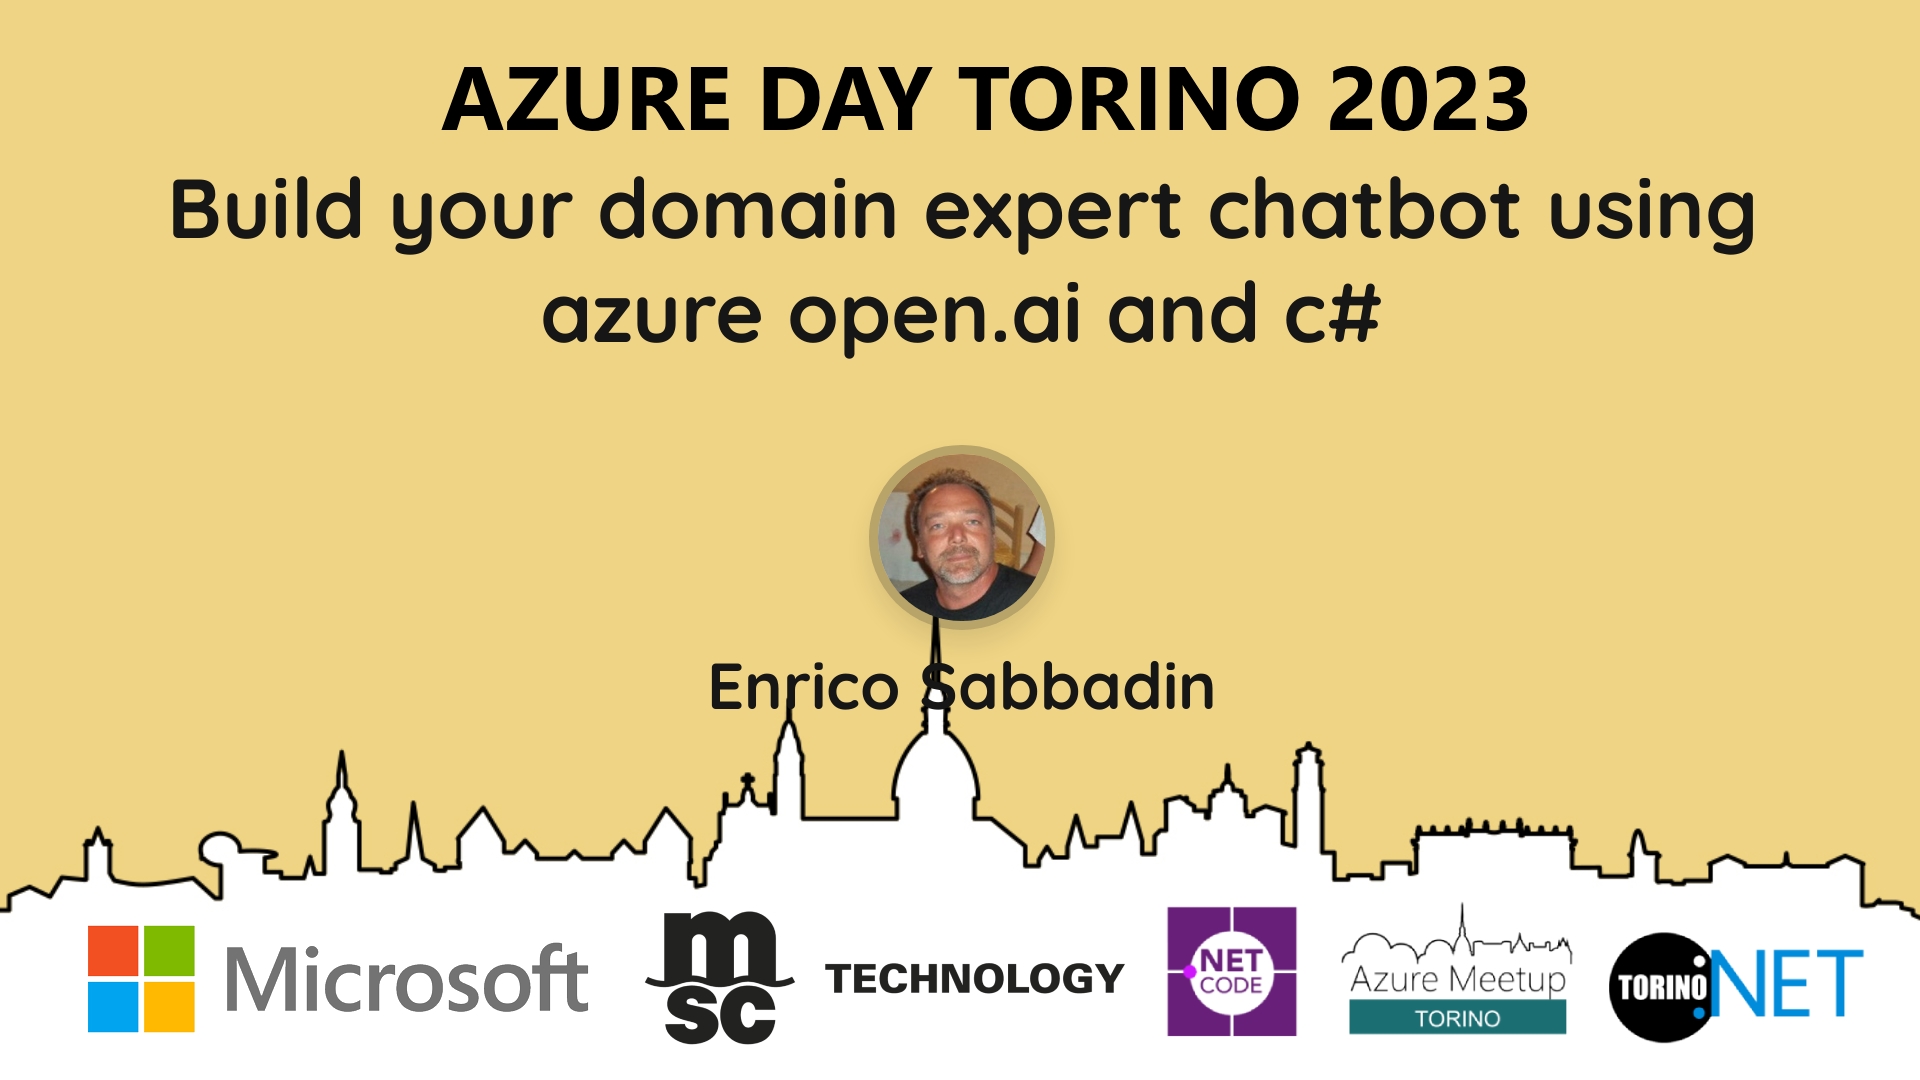 AZURE DAY TORINO 2023
Build your domain expert chatbot using
azure open.ai and c#
Enrico Sabbadin
Microsoft
msc TECHNOLOGY
.NET
CODE
Azure Meetup
TORINO
TORINO.NET